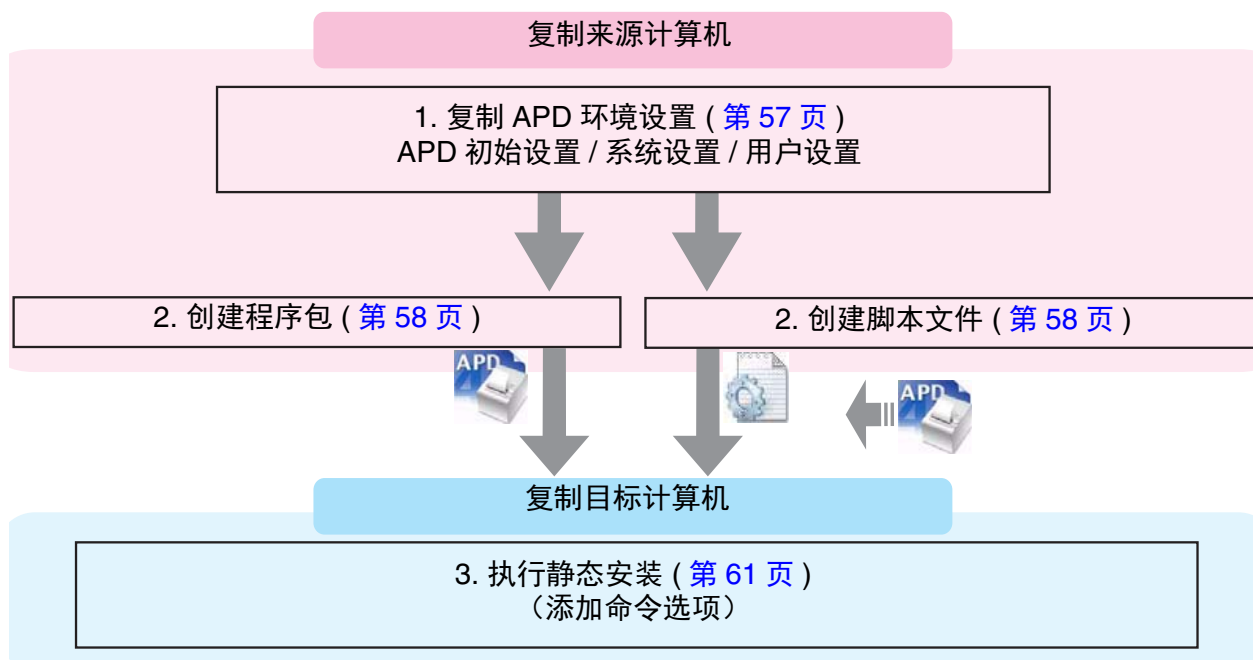 复制来源计算机
1. 复制 APD 环境设置 ( 第 57 页 )
APD 初始设置 / 系统设置 / 用户设置
2. 创建程序包 ( 第 58 页 )
2. 创建脚本文件 ( 第 58 页 )
APD
APD
复制目标计算机
3. 执行静态安装 ( 第 61 页 )
（添加命令选项）